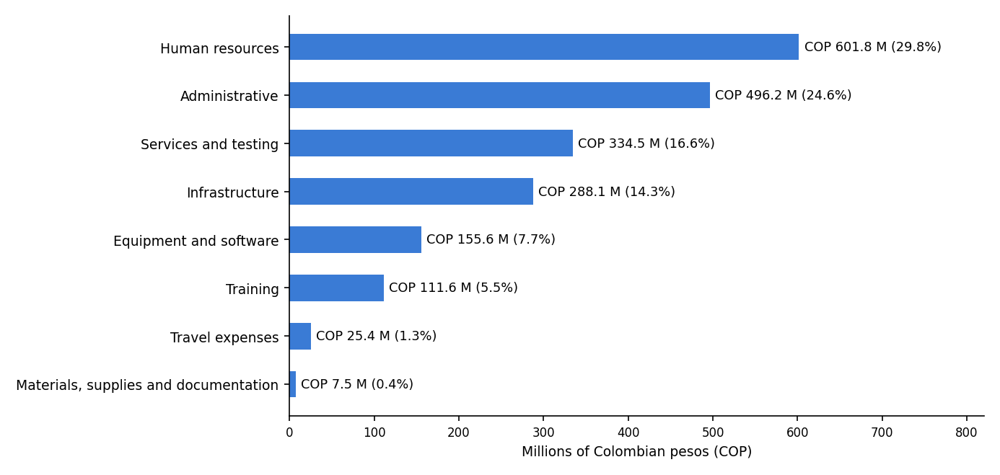 Human resources COP 601.8 M (29.8%)
Administrative COP 496.2 M (24.6%)
Services and testing COP 334.5 M (16.6%)
Infrastructure COP 288.1 M (14.3%)
Equipment and software COP 155.6 M (7.7%)
Training COP 111.6 M (5.5%)
Travel expenses COP 25.4 M (1.3%)
Materials, supplies and documentation COP 7.5 M (0.4%)
0 100 200 300 400 500 600 700 800
Millions of Colombian pesos (COP)